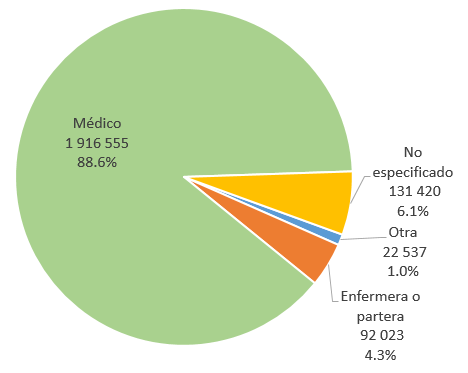 Médico
1 916 555
88.6%
No
especificado
131 420
6.1%
Otra
22 537
1.0%
Enfermera o
partera
92 023
4.3%